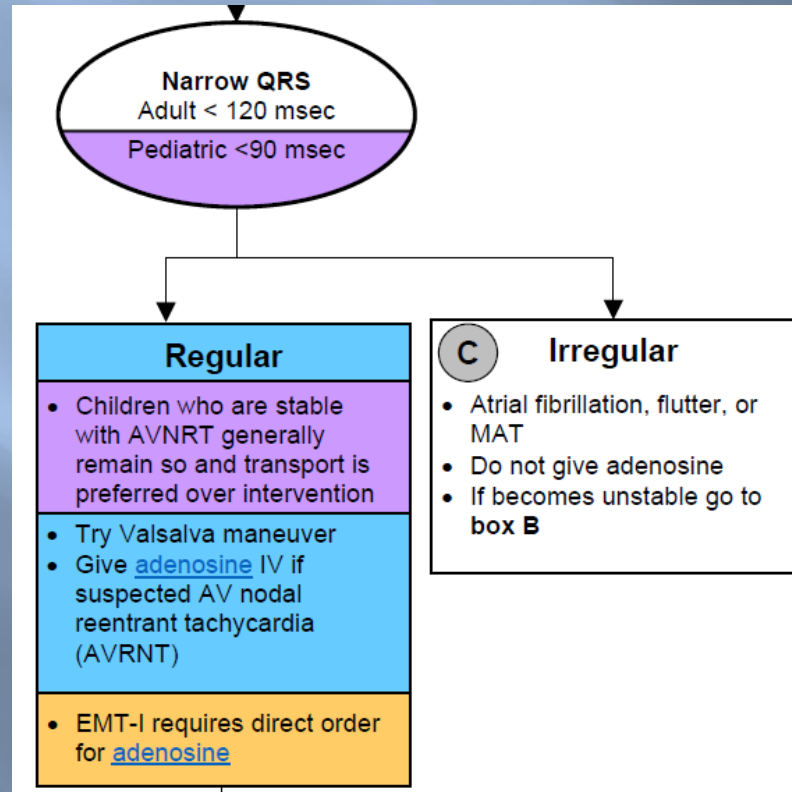 Narrow QRS
Adult < 120 msec
Pediatric <90 msec
Regular
• Children who are stable
with AVNRT generally
remain so and transport is
preferred over intervention
• Try Valsalva maneuver
• Give adenosine IV if
suspected AV nodal
reentrant tachycardia
(AVRNT)
• EMT-I requires direct order
for adenosine
C Irregular
• Atrial fibrillation, flutter, or
MAT
• Do not give adenosine
• If becomes unstable go to
box B